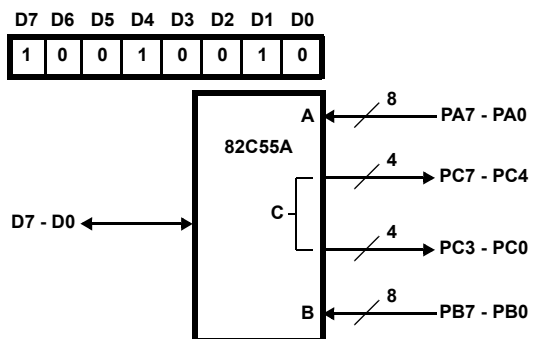 D7 D6 D5 D4 D3 D2 D1 D0
1 0 0 1 0 0 1 0
A 8 PA7 - PA0
82C55A
4 PC7 - PC4
D7 - D0 C
4 PC3 - PC0
B 8 PB7 - PB0